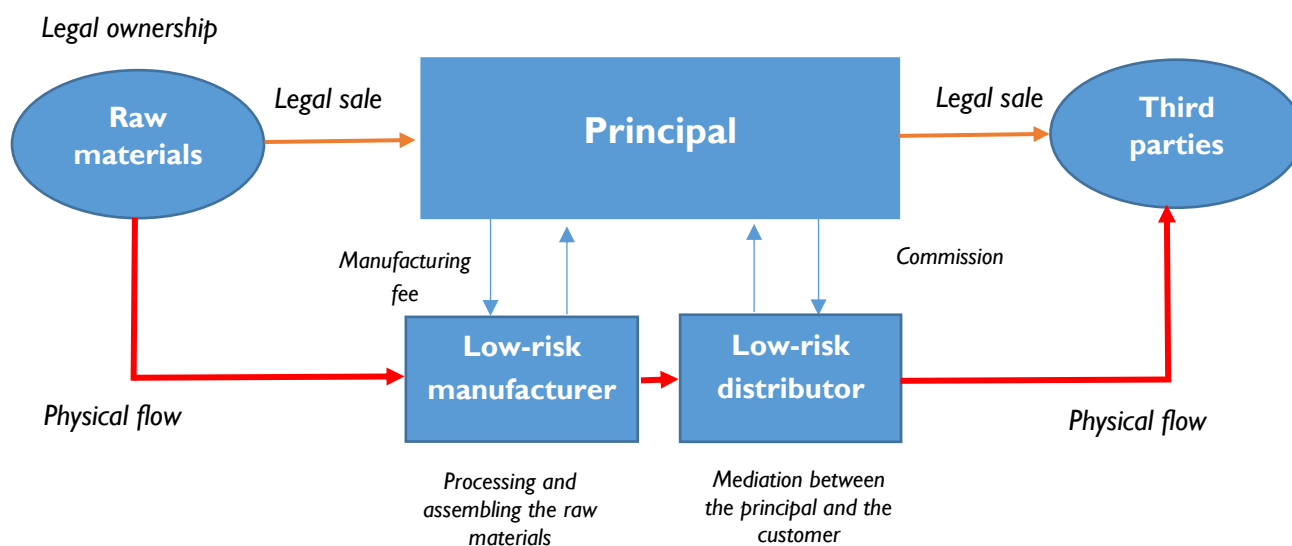 Legal ownership
Raw
materials
Legal sale
Principal
Legal sale
Third
parties
Manufacturing
fee
Commission
Low-risk
manufacturer
Low-risk
distributor
Physical flow
Physical flow
Processing and
assembling the raw
materials
Mediation between
the principal and the
customer